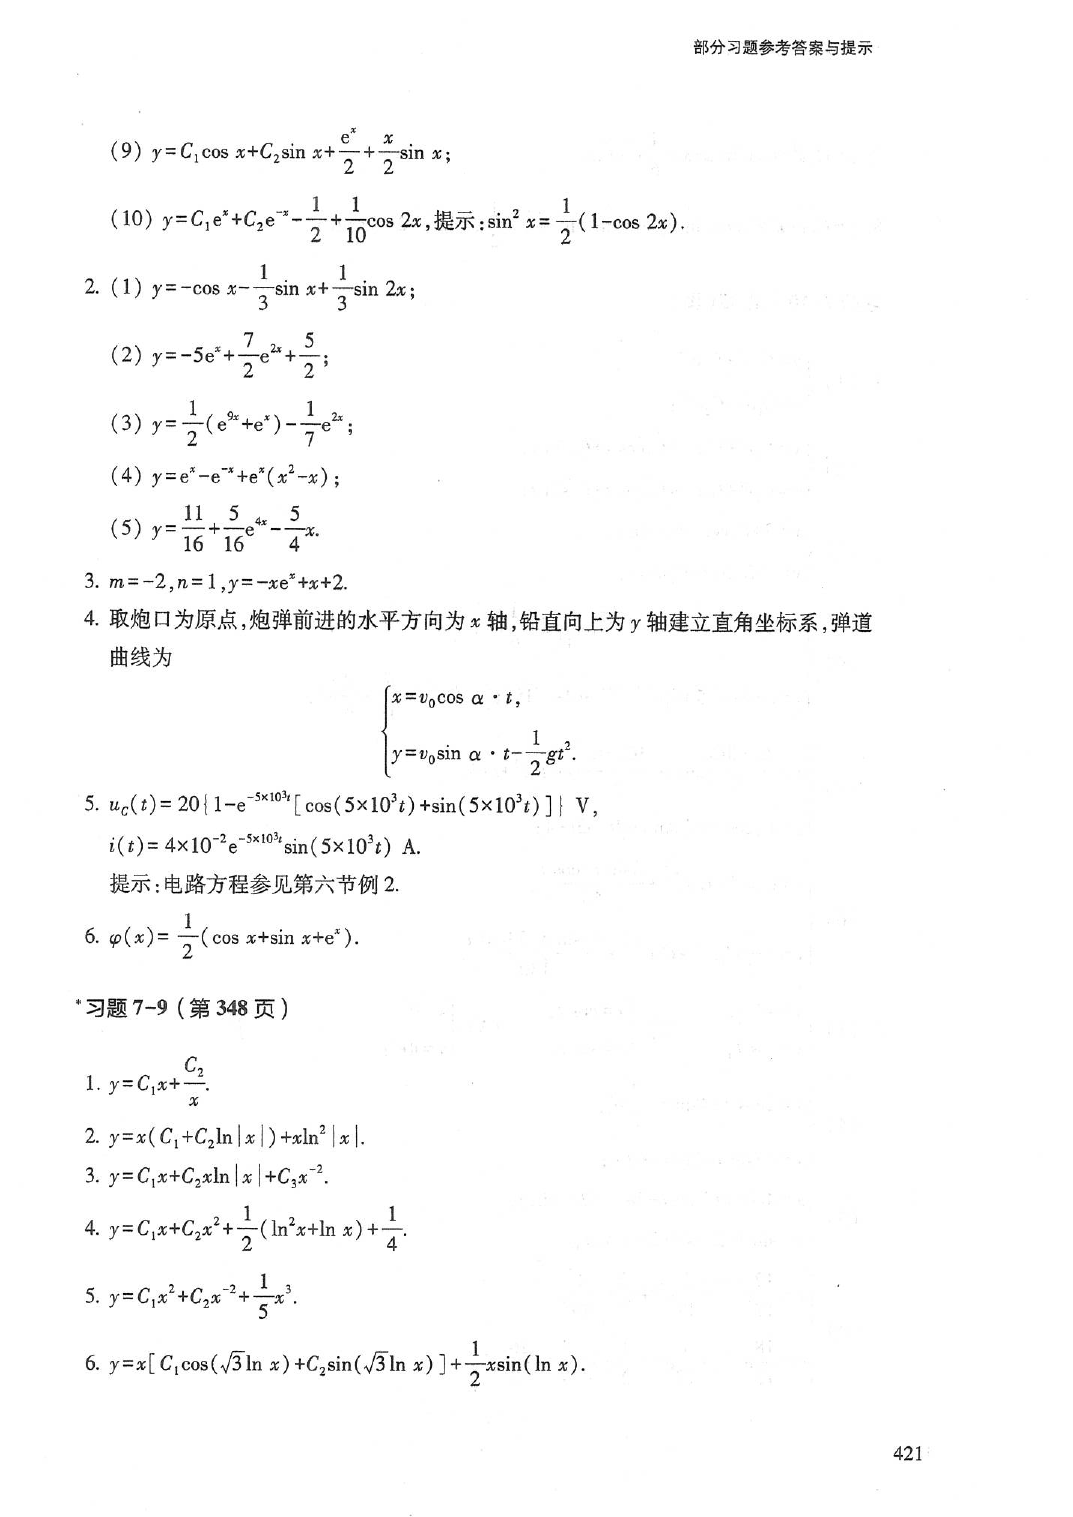 部分习题参考答案与提示
(9) y=C₁cos x+C₂sin x+eˣ/2+x/2 sin x;
(10) y=C₁eˣ+C₂e⁻ˣ-1/2+1/10 cos 2x,提示:sin² x=1/2(1-cos 2x).
2. (1) y=-cos x-1/3 sin x+1/3 sin 2x;
(2) y=-5eˣ+7/2 e²ˣ+5/2;
(3) y=1/2(e⁹ˣ+eˣ)-1/7 e²ˣ;
(4) y=eˣ-e⁻ˣ+eˣ(x²-x);
(5) y=11/16+5/16 e⁴ˣ-5/4 x.
3. m=-2,n=1,y=-xeˣ+x+2.
4. 取炮口为原点,炮弹前进的水平方向为x轴,铅直向上为y轴建立直角坐标系,弹道
曲线为
{x=v₀cos α·t,
y=v₀sin α·t-1/2 gt².
5. u_C(t)=20{1-e^(-5×10³t)[cos(5×10³t)+sin(5×10³t)]} V,
i(t)=4×10⁻²e^(-5×10³t)sin(5×10³t) A.
提示:电路方程参见第六节例2.
6. φ(x)=1/2(cos x+sin x+eˣ).
*习题7-9(第348页)
1. y=C₁x+C₂/x.
2. y=x(C₁+C₂ln|x|)+xln²|x|.
3. y=C₁x+C₂xln|x|+C₃x⁻².
4. y=C₁x+C₂x²+1/2(ln²x+ln x)+1/4.
5. y=C₁x²+C₂x⁻²+1/5 x³.
6. y=x[C₁cos(√3ln x)+C₂sin(√3ln x)]+1/2 xsin(ln x).
421